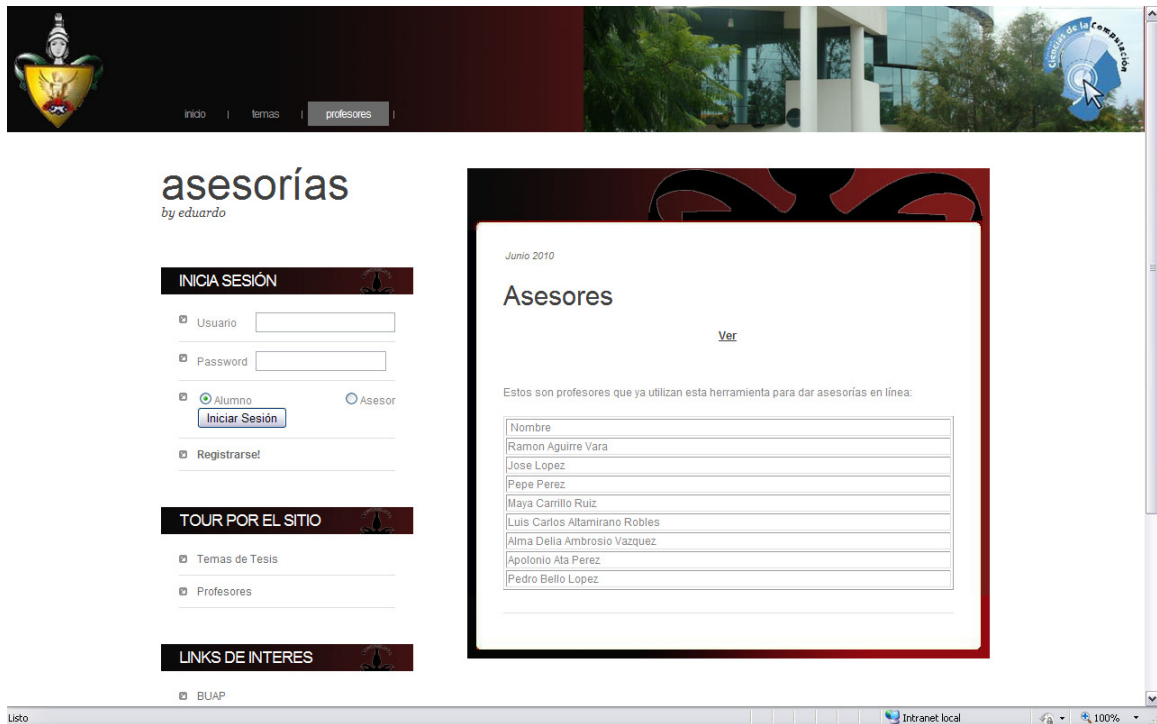 Ciencias de la Computación
inicio | temas | profesores |
asesorías
by eduardo
INICIA SESIÓN
Usuario
Password
Alumno Asesor
Iniciar Sesión
Registrarse!
TOUR POR EL SITIO
Temas de Tesis
Profesores
LINKS DE INTERES
BUAP
Junio 2010
Asesores
Ver
Estos son profesores que ya utilizan esta herramienta para dar asesorías en línea:
Nombre
Ramon Aguirre Vara
Jose Lopez
Pepe Perez
Maya Carrillo Ruiz
Luis Carlos Altamirano Robles
Alma Delia Ambrosio Vazquez
Apolonio Ata Perez
Pedro Bello Lopez
Listo Intranet local 100%